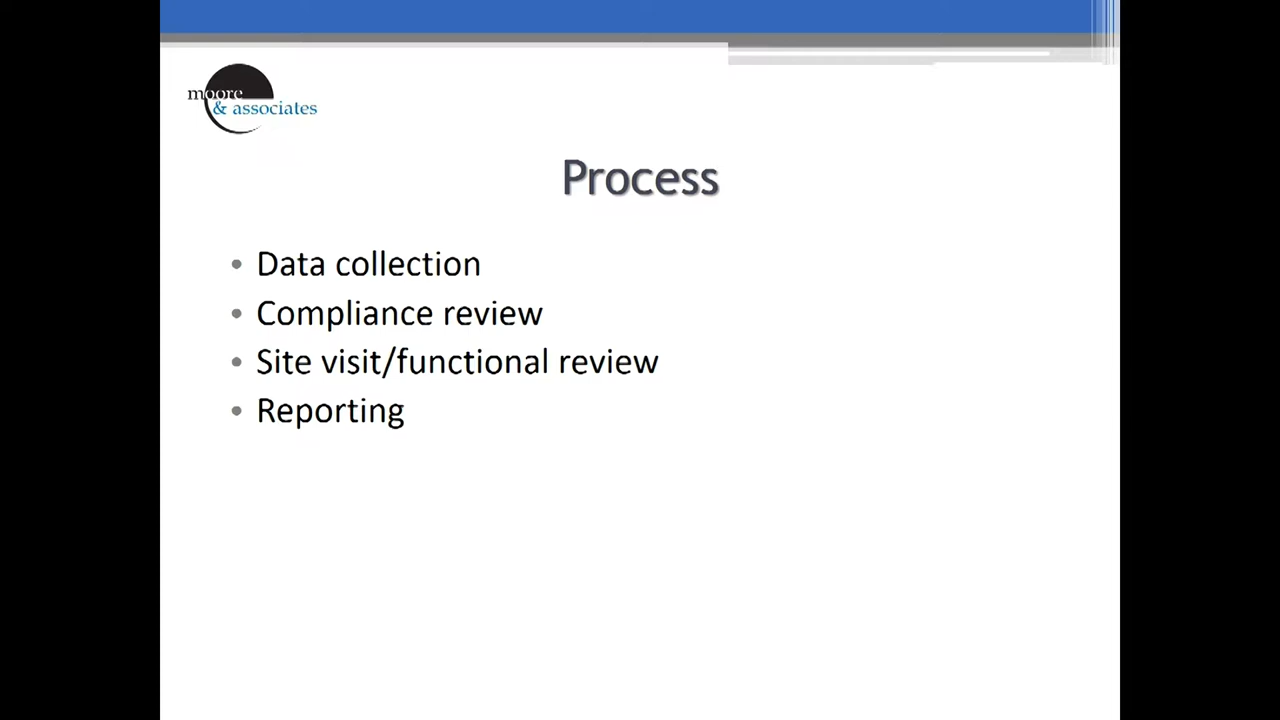 moore
& associates
Process
• Data collection
• Compliance review
• Site visit/functional review
• Reporting